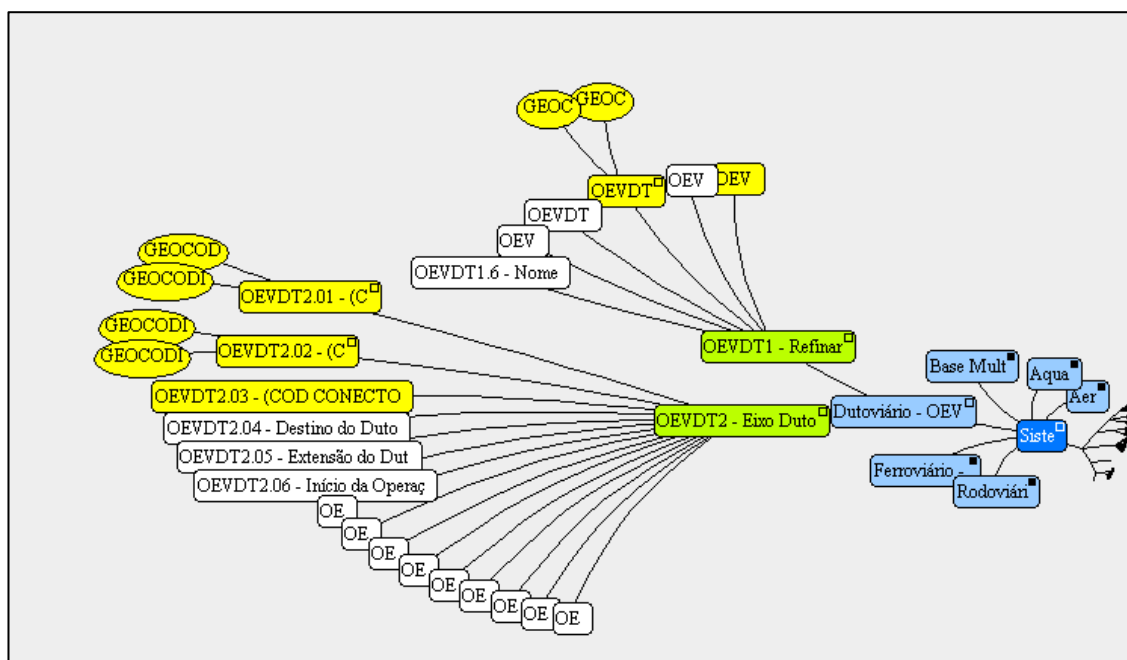 GEOC
GEOC
OEVDT
OEV
OEV
OEVDT
OEV
OEVDT1.6 - Nome
GEOCOD
GEOCODI
OEVDT2.01 - (C
GEOCODI
GEOCODI
OEVDT2.02 - (C
OEVDT1 - Refinar
Base Mult
Aqua
Aer
OEVDT2.03 - (COD CONECTO
OEVDT2 - Eixo Duto
Dutoviário - OEV
Siste
OEVDT2.04 - Destino do Duto
OEVDT2.05 - Extensão do Dut
OEVDT2.06 - Início da Operaç
Ferroviário -
Rodoviári
OE
OE
OE
OE
OE
OE
OE
OE
OE